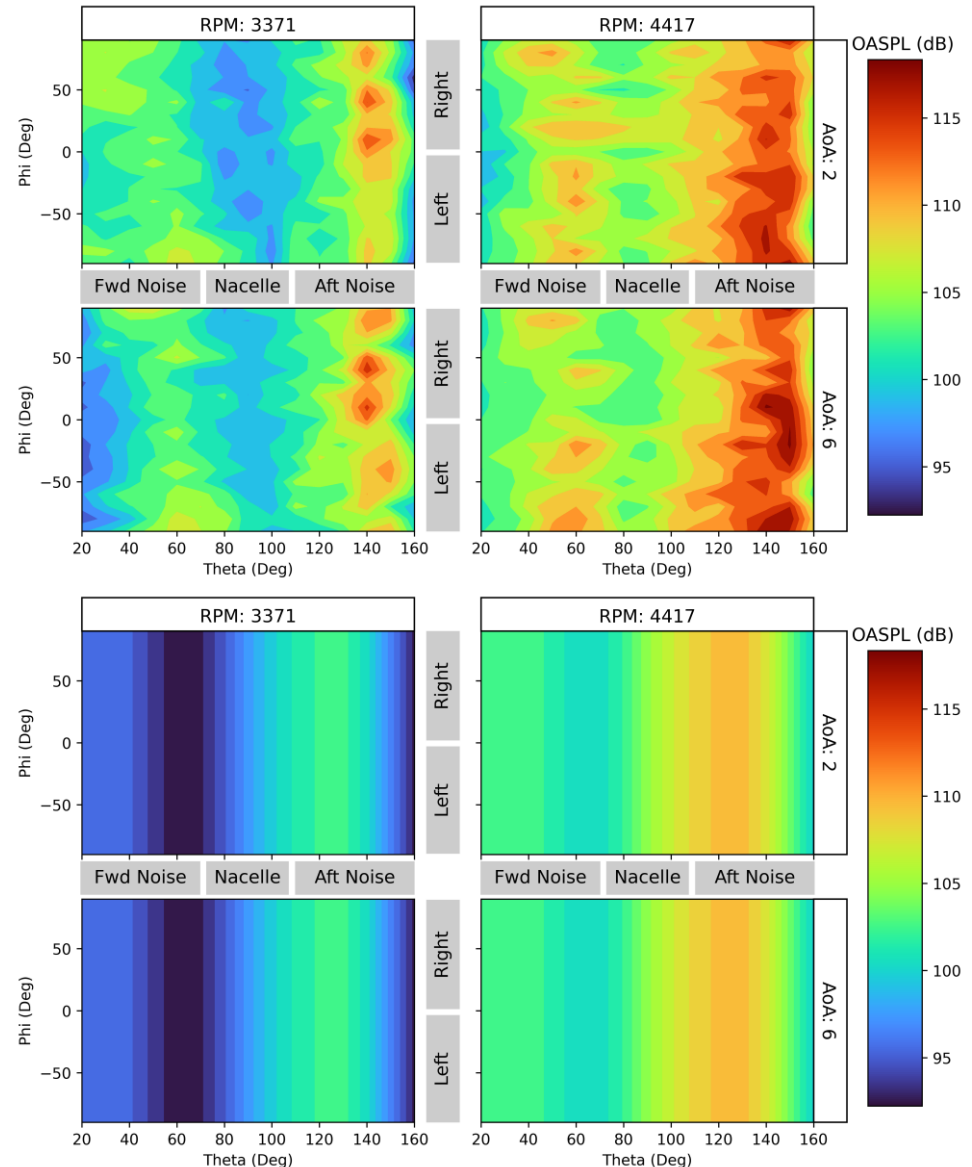 RPM: 3371
RPM: 4417
OASPL (dB)
Phi (Deg)
50
0
−50
Right
Left
AoA: 2
115
110
105
100
95
Fwd Noise
Nacelle
Aft Noise
Fwd Noise
Nacelle
Aft Noise
Phi (Deg)
50
0
−50
Right
Left
AoA: 6
20 40 60 80 100 120 140 160
20 40 60 80 100 120 140 160
Theta (Deg)
Theta (Deg)
RPM: 3371
RPM: 4417
OASPL (dB)
Phi (Deg)
50
0
−50
Right
Left
AoA: 2
115
110
105
100
95
Fwd Noise
Nacelle
Aft Noise
Fwd Noise
Nacelle
Aft Noise
Phi (Deg)
50
0
−50
Right
Left
AoA: 6
20 40 60 80 100 120 140 160
20 40 60 80 100 120 140 160
Theta (Deg)
Theta (Deg)